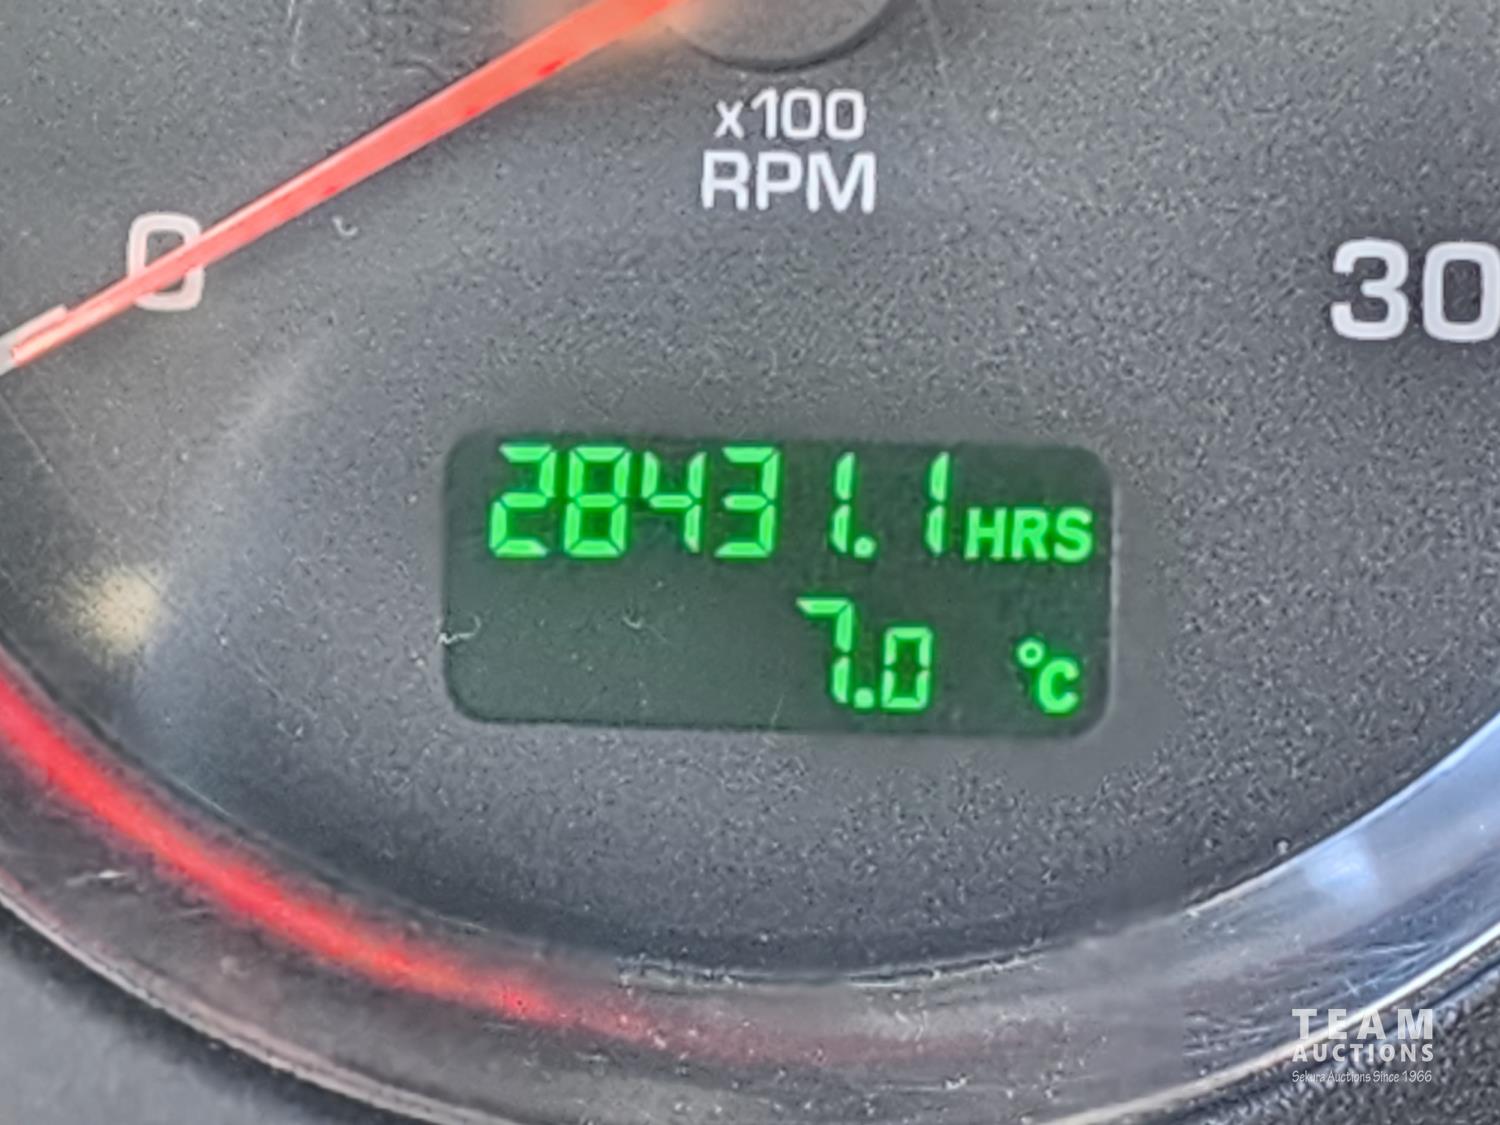 x100
RPM
0
30
28431.1 HRS
7.0 °C
TEAM
AUCTIONS
Sekura Auctions Since 1966